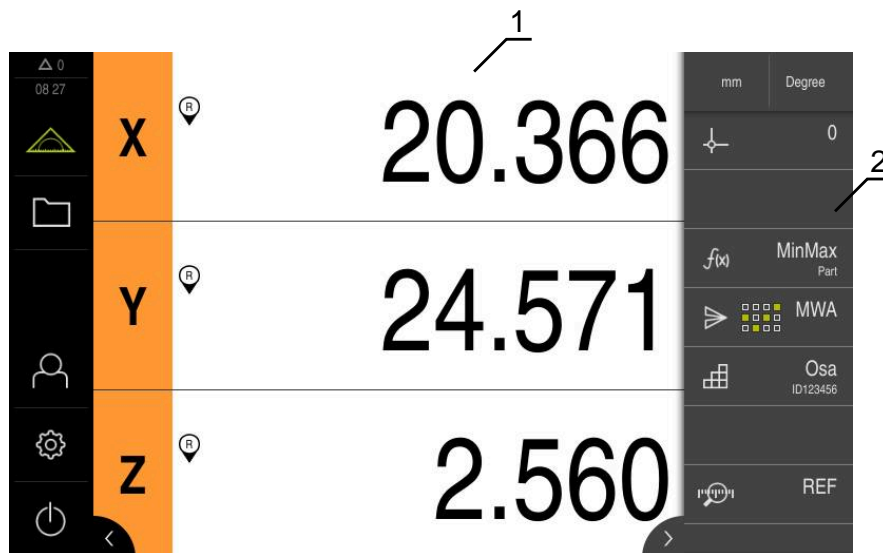 1
0
08 27
X
R
20.366
mm
Degree
0
2
Y
R
24.571
f(x)
MinMax
Part
MWA
Osa
ID123456
Z
R
2.560
REF